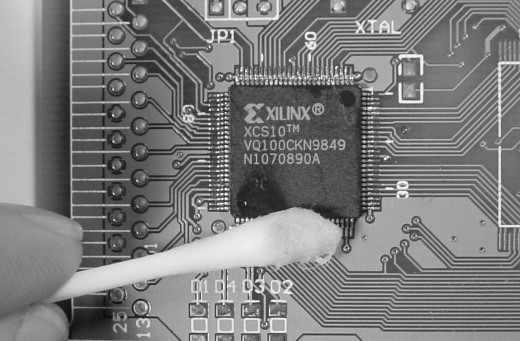 JP1
60
XTAL
XILINX®
XCS10™
VQ100CKN9849
N1070890A
30
D1 D4 D3 D2
25
13